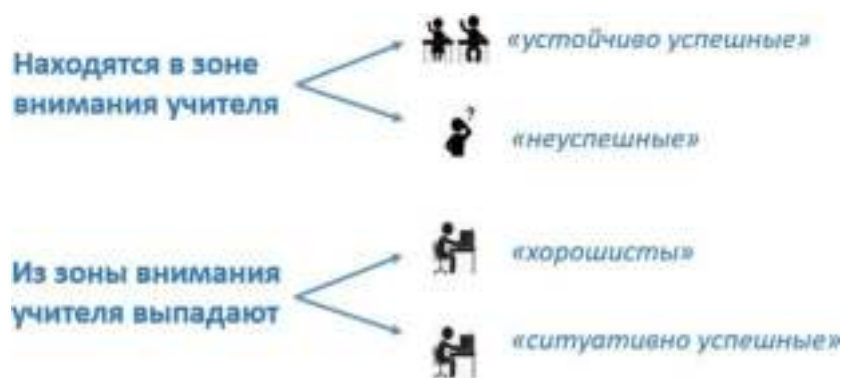 Находятся в зоне
внимания учителя
«устойчиво успешные»
?
«неуспешные»
Из зоны внимания
учителя выпадают
«хорошисты»
«ситуативно успешные»